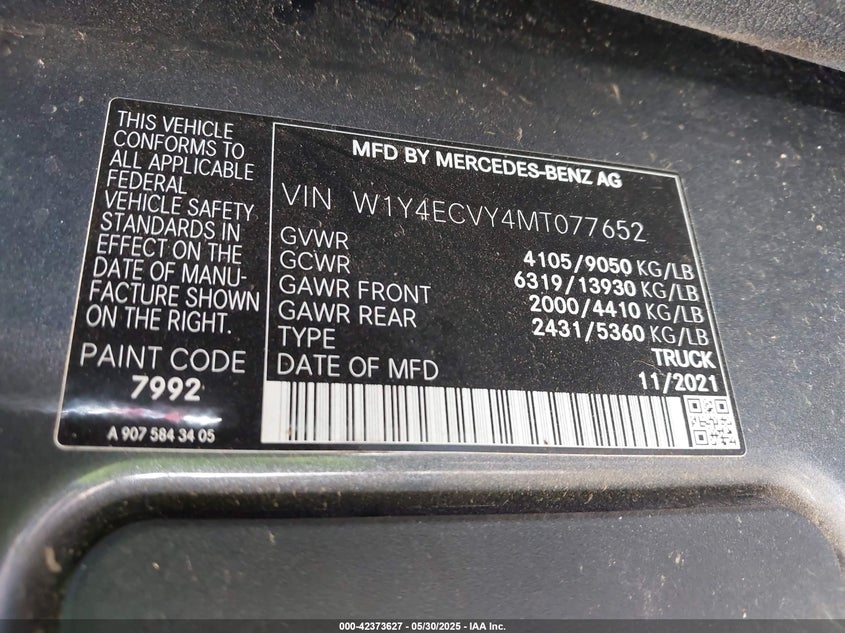 THIS VEHICLE
CONFORMS TO
ALL APPLICABLE
FEDERAL
VEHICLE SAFETY
STANDARDS IN
EFFECT ON THE
DATE OF MANU-
FACTURE SHOWN
ON THE RIGHT.
PAINT CODE
7992
A 907 584 34 05
MFD BY MERCEDES-BENZ AG
VIN W1Y4ECVY4MT077652
GVWR 4105/9050 KG/LB
GCWR 6319/13930 KG/LB
GAWR FRONT 2000/4410 KG/LB
GAWR REAR 2431/5360 KG/LB
TYPE TRUCK
DATE OF MFD 11/2021
000-42373627 - 05/30/2025 - IAA Inc.